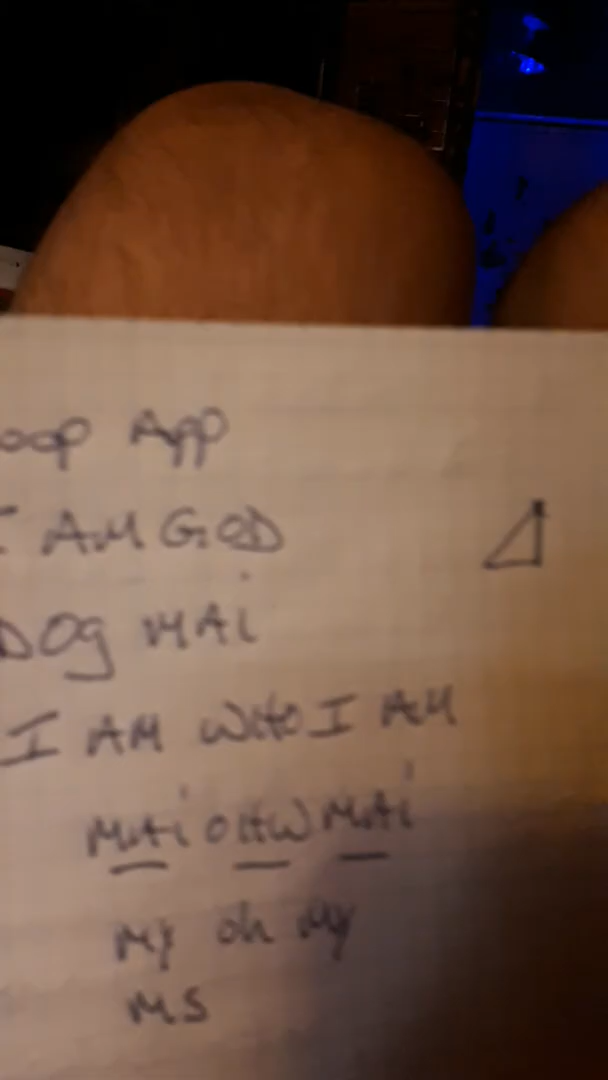 oop App
I AM GOD
DOg MAi
I AM WHO I AM
MAi OHW MAi
My oh My
MS